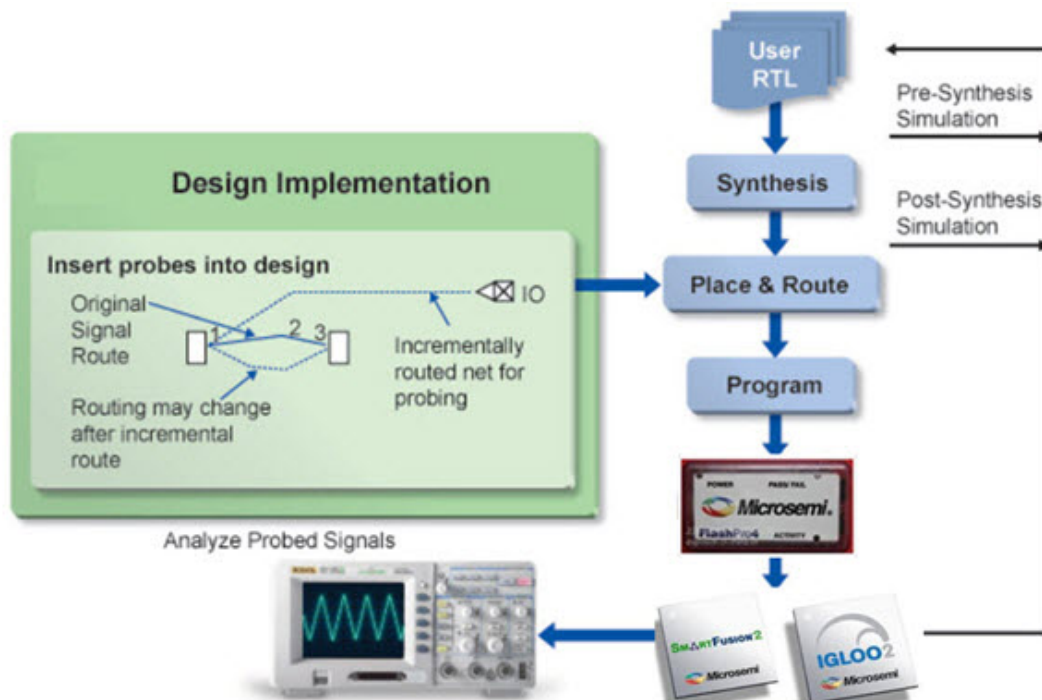 User
RTL
Pre-Synthesis
Simulation
Design Implementation
Synthesis
Post-Synthesis
Simulation
Insert probes into design
Place & Route
Original
Signal
Route
1
2
3
IO
Incrementally
routed net for
probing
Program
Routing may change
after incremental
route
POWER
PASS/FAIL
Microsemi.
FlashPro4
ACTIVITY
Analyze Probed Signals
RIGOL
SMARTFUSION2
Microsemi
IGLOO2
Microsemi